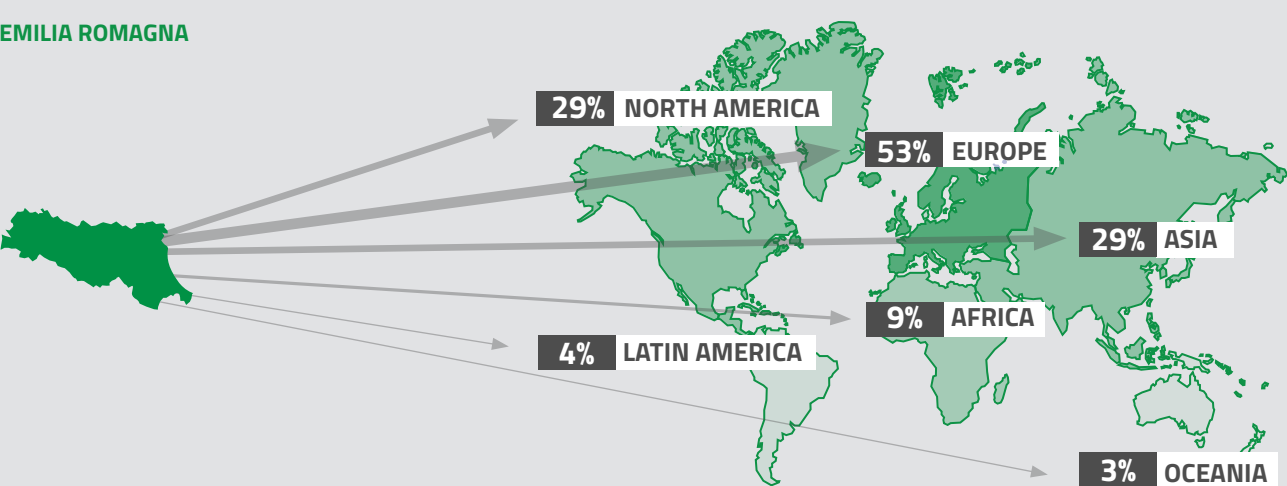 EMILIA ROMAGNA
29% NORTH AMERICA
53% EUROPE
29% ASIA
9% AFRICA
4% LATIN AMERICA
3% OCEANIA